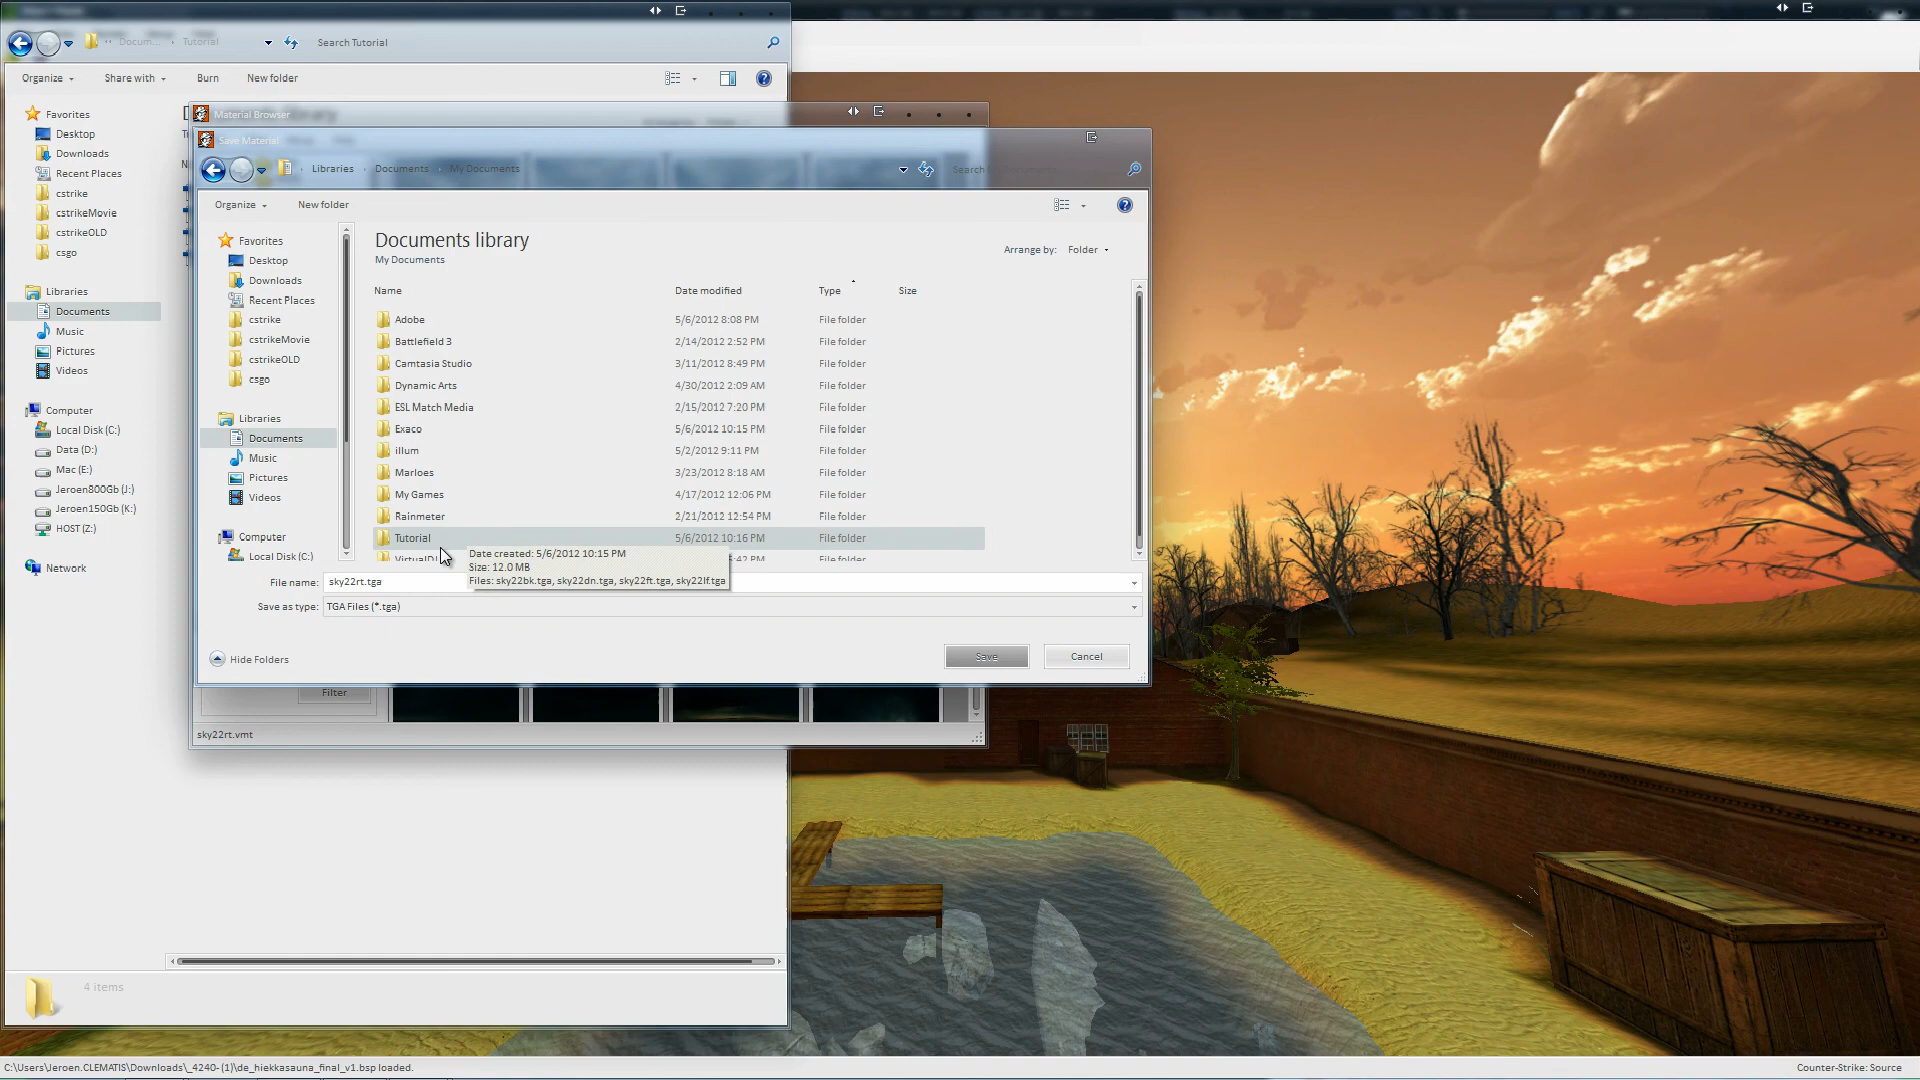 Docum... Tutorial
Search Tutorial
Organize
Share with
Burn
New folder
Favorites
Desktop
Downloads
Recent Places
cstrike
cstrikeMovie
cstrikeOLD
csgo
Libraries
Documents
Music
Pictures
Videos
Computer
Local Disk (C:)
Data (D:)
Mac (E:)
Jeroen800Gb (J:)
Jeroen150Gb (K:)
HOST (Z:)
Network
4 items
Material Browser
Save Material
Libraries
Documents
My Documents
Organize
New folder
Favorites
Desktop
Downloads
Recent Places
cstrike
cstrikeMovie
cstrikeOLD
csgo
Libraries
Documents
Music
Pictures
Videos
Computer
Local Disk (C:)
Documents library
My Documents
Arrange by: Folder
Name Date modified Type Size
Adobe 5/6/2012 8:08 PM File folder
Battlefield 3 2/14/2012 2:52 PM File folder
Camtasia Studio 3/11/2012 8:49 PM File folder
Dynamic Arts 4/30/2012 2:09 AM File folder
ESL Match Media 2/15/2012 7:20 PM File folder
Exaco 5/6/2012 10:15 PM File folder
illum 5/2/2012 9:11 PM File folder
Marloes 3/23/2012 8:18 AM File folder
My Games 4/17/2012 12:06 PM File folder
Rainmeter 2/21/2012 12:54 PM File folder
Tutorial 5/6/2012 10:16 PM File folder
Date created: 5/6/2012 10:15 PM
Size: 12.0 MB
Files: sky22bk.tga, sky22dn.tga, sky22ft.tga, sky22lf.tga
File name: sky22rt.tga
Save as type: TGA Files (*.tga)
Hide Folders
Save
Cancel
Filter
sky22rt.vmt
C:\Users\Jeroen.CLEMATIS\Downloads\_4240-(1)\de_hiekkasauna_final_v1.bsp loaded.
Counter-Strike: Source